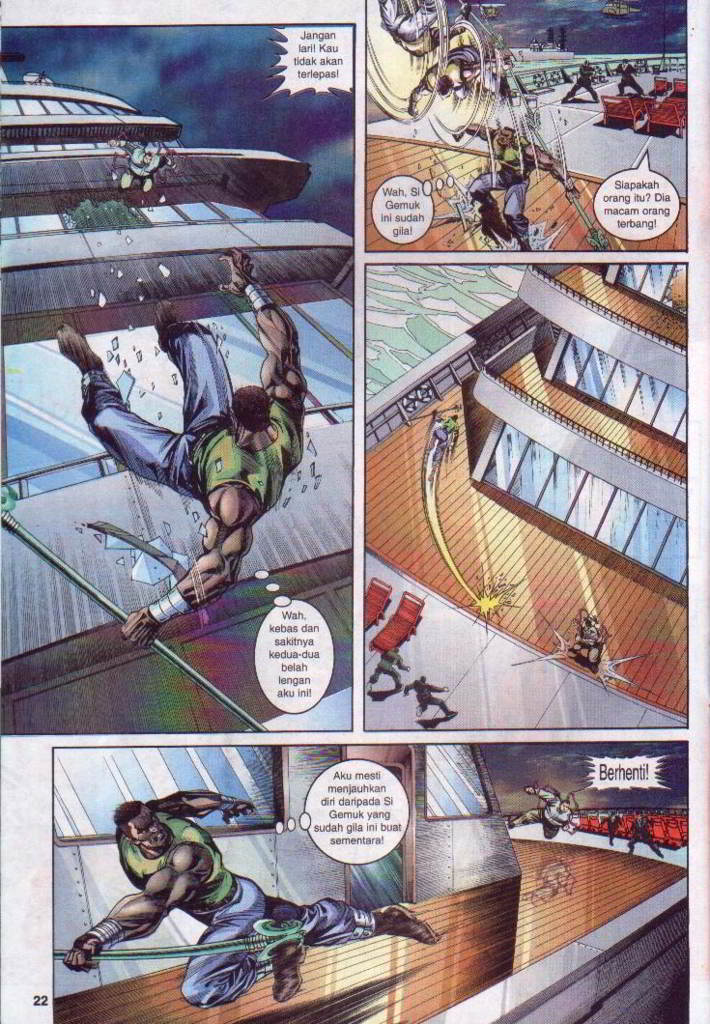 Jangan
lari! Kau
tidak akan
terlepas!
Wah,
kebas dan
sakitnya
kedua-dua
belah
lengan
aku ini!
Wah, Si
Gemuk
ini sudah
gila!
Siapakah
orang itu? Dia
macam orang
terbang!
Aku mesti
menjauhkan
diri daripada Si
Gemuk yang
sudah gila ini buat
sementara!
Berhenti!
22